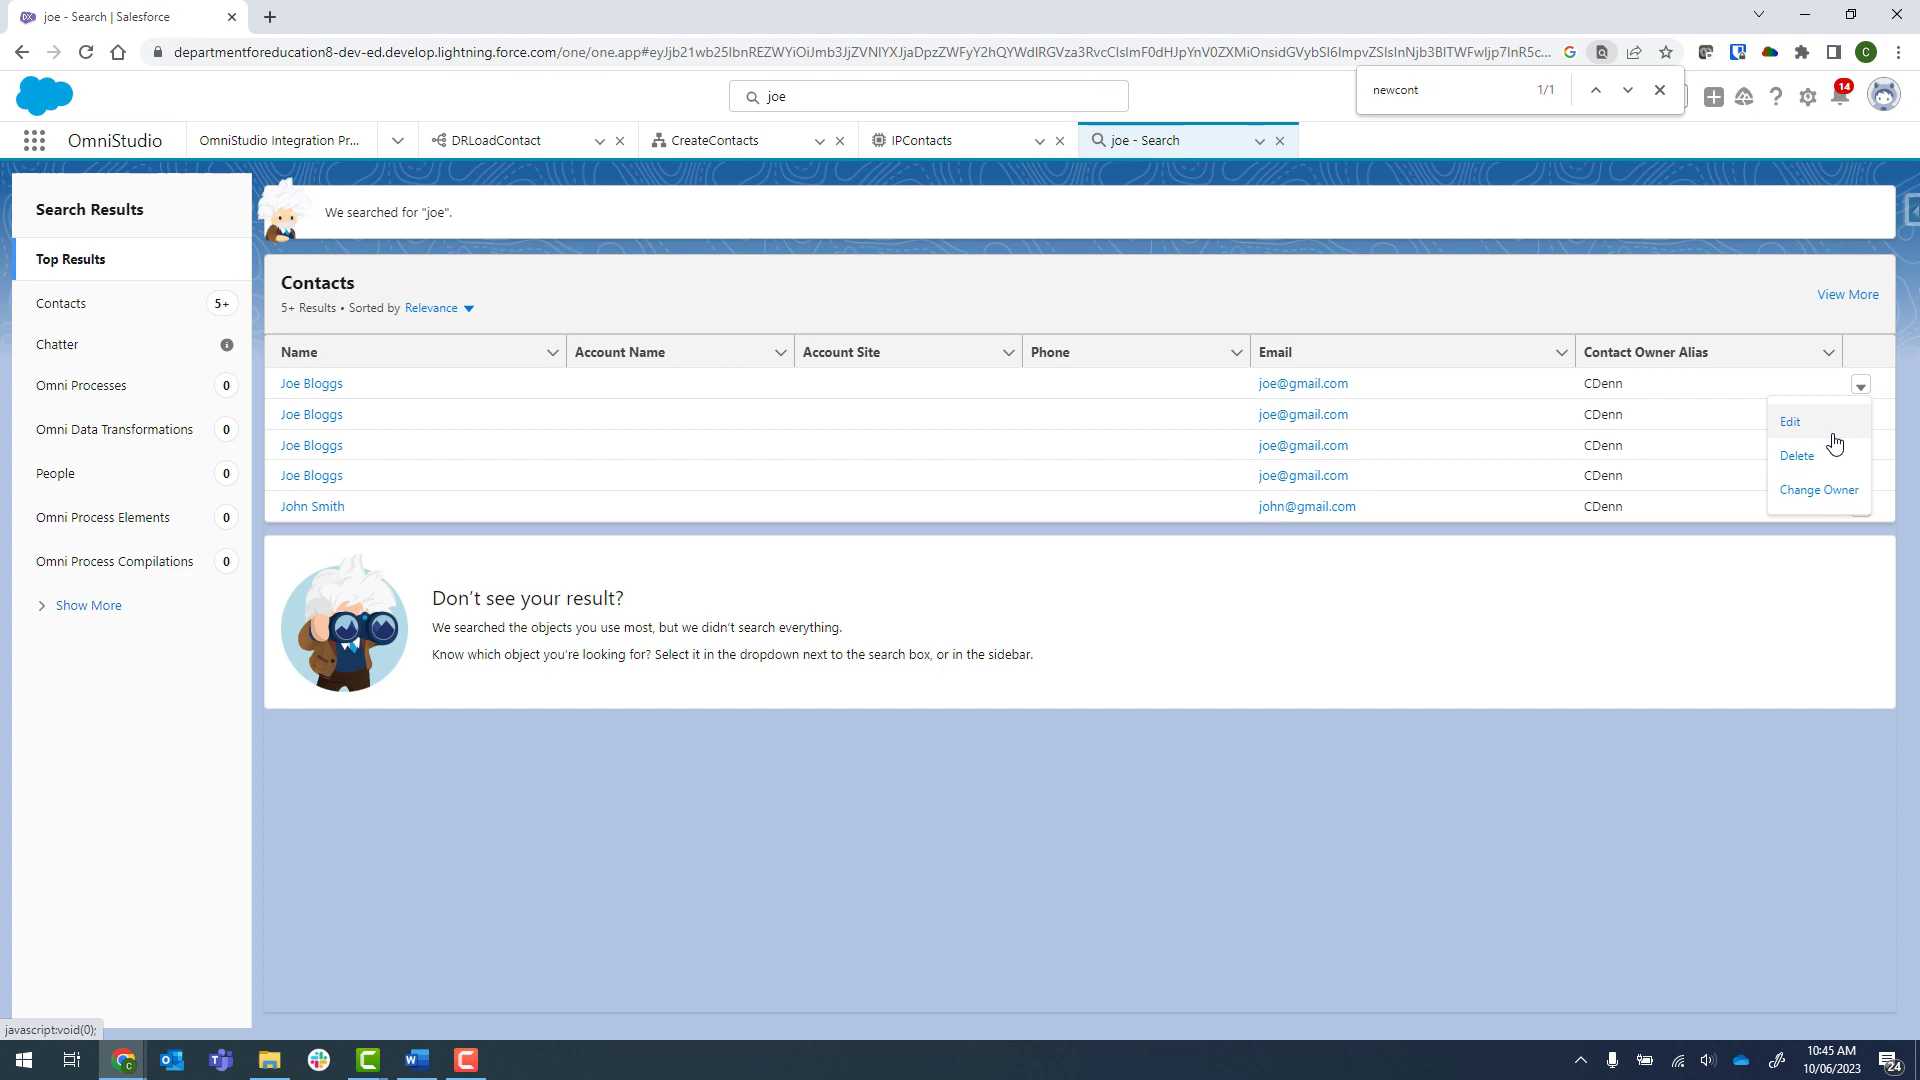 joe - Search | Salesforce
departmentforeducation8-dev-ed.develop.lightning.force.com/one/one.app#
newcont 1/1
joe
14
OmniStudio
OmniStudio Integration Pr...
DRLoadContact
CreateContacts
IPContacts
joe - Search
Search Results
Top Results
Contacts 5+
Chatter
Omni Processes 0
Omni Data Transformations 0
People 0
Omni Process Elements 0
Omni Process Compilations 0
Show More
We searched for "joe".
Contacts
5+ Results • Sorted by Relevance
View More
Name Account Name Account Site Phone Email Contact Owner Alias
Joe Bloggs joe@gmail.com CDenn
Joe Bloggs joe@gmail.com CDenn
Joe Bloggs joe@gmail.com CDenn
Joe Bloggs joe@gmail.com CDenn
John Smith john@gmail.com CDenn
Edit
Delete
Change Owner
Don’t see your result?
We searched the objects you use most, but we didn’t search everything.
Know which object you’re looking for? Select it in the dropdown next to the search box, or in the sidebar.
javascript:void(0);
10:45 AM
10/06/2023
24